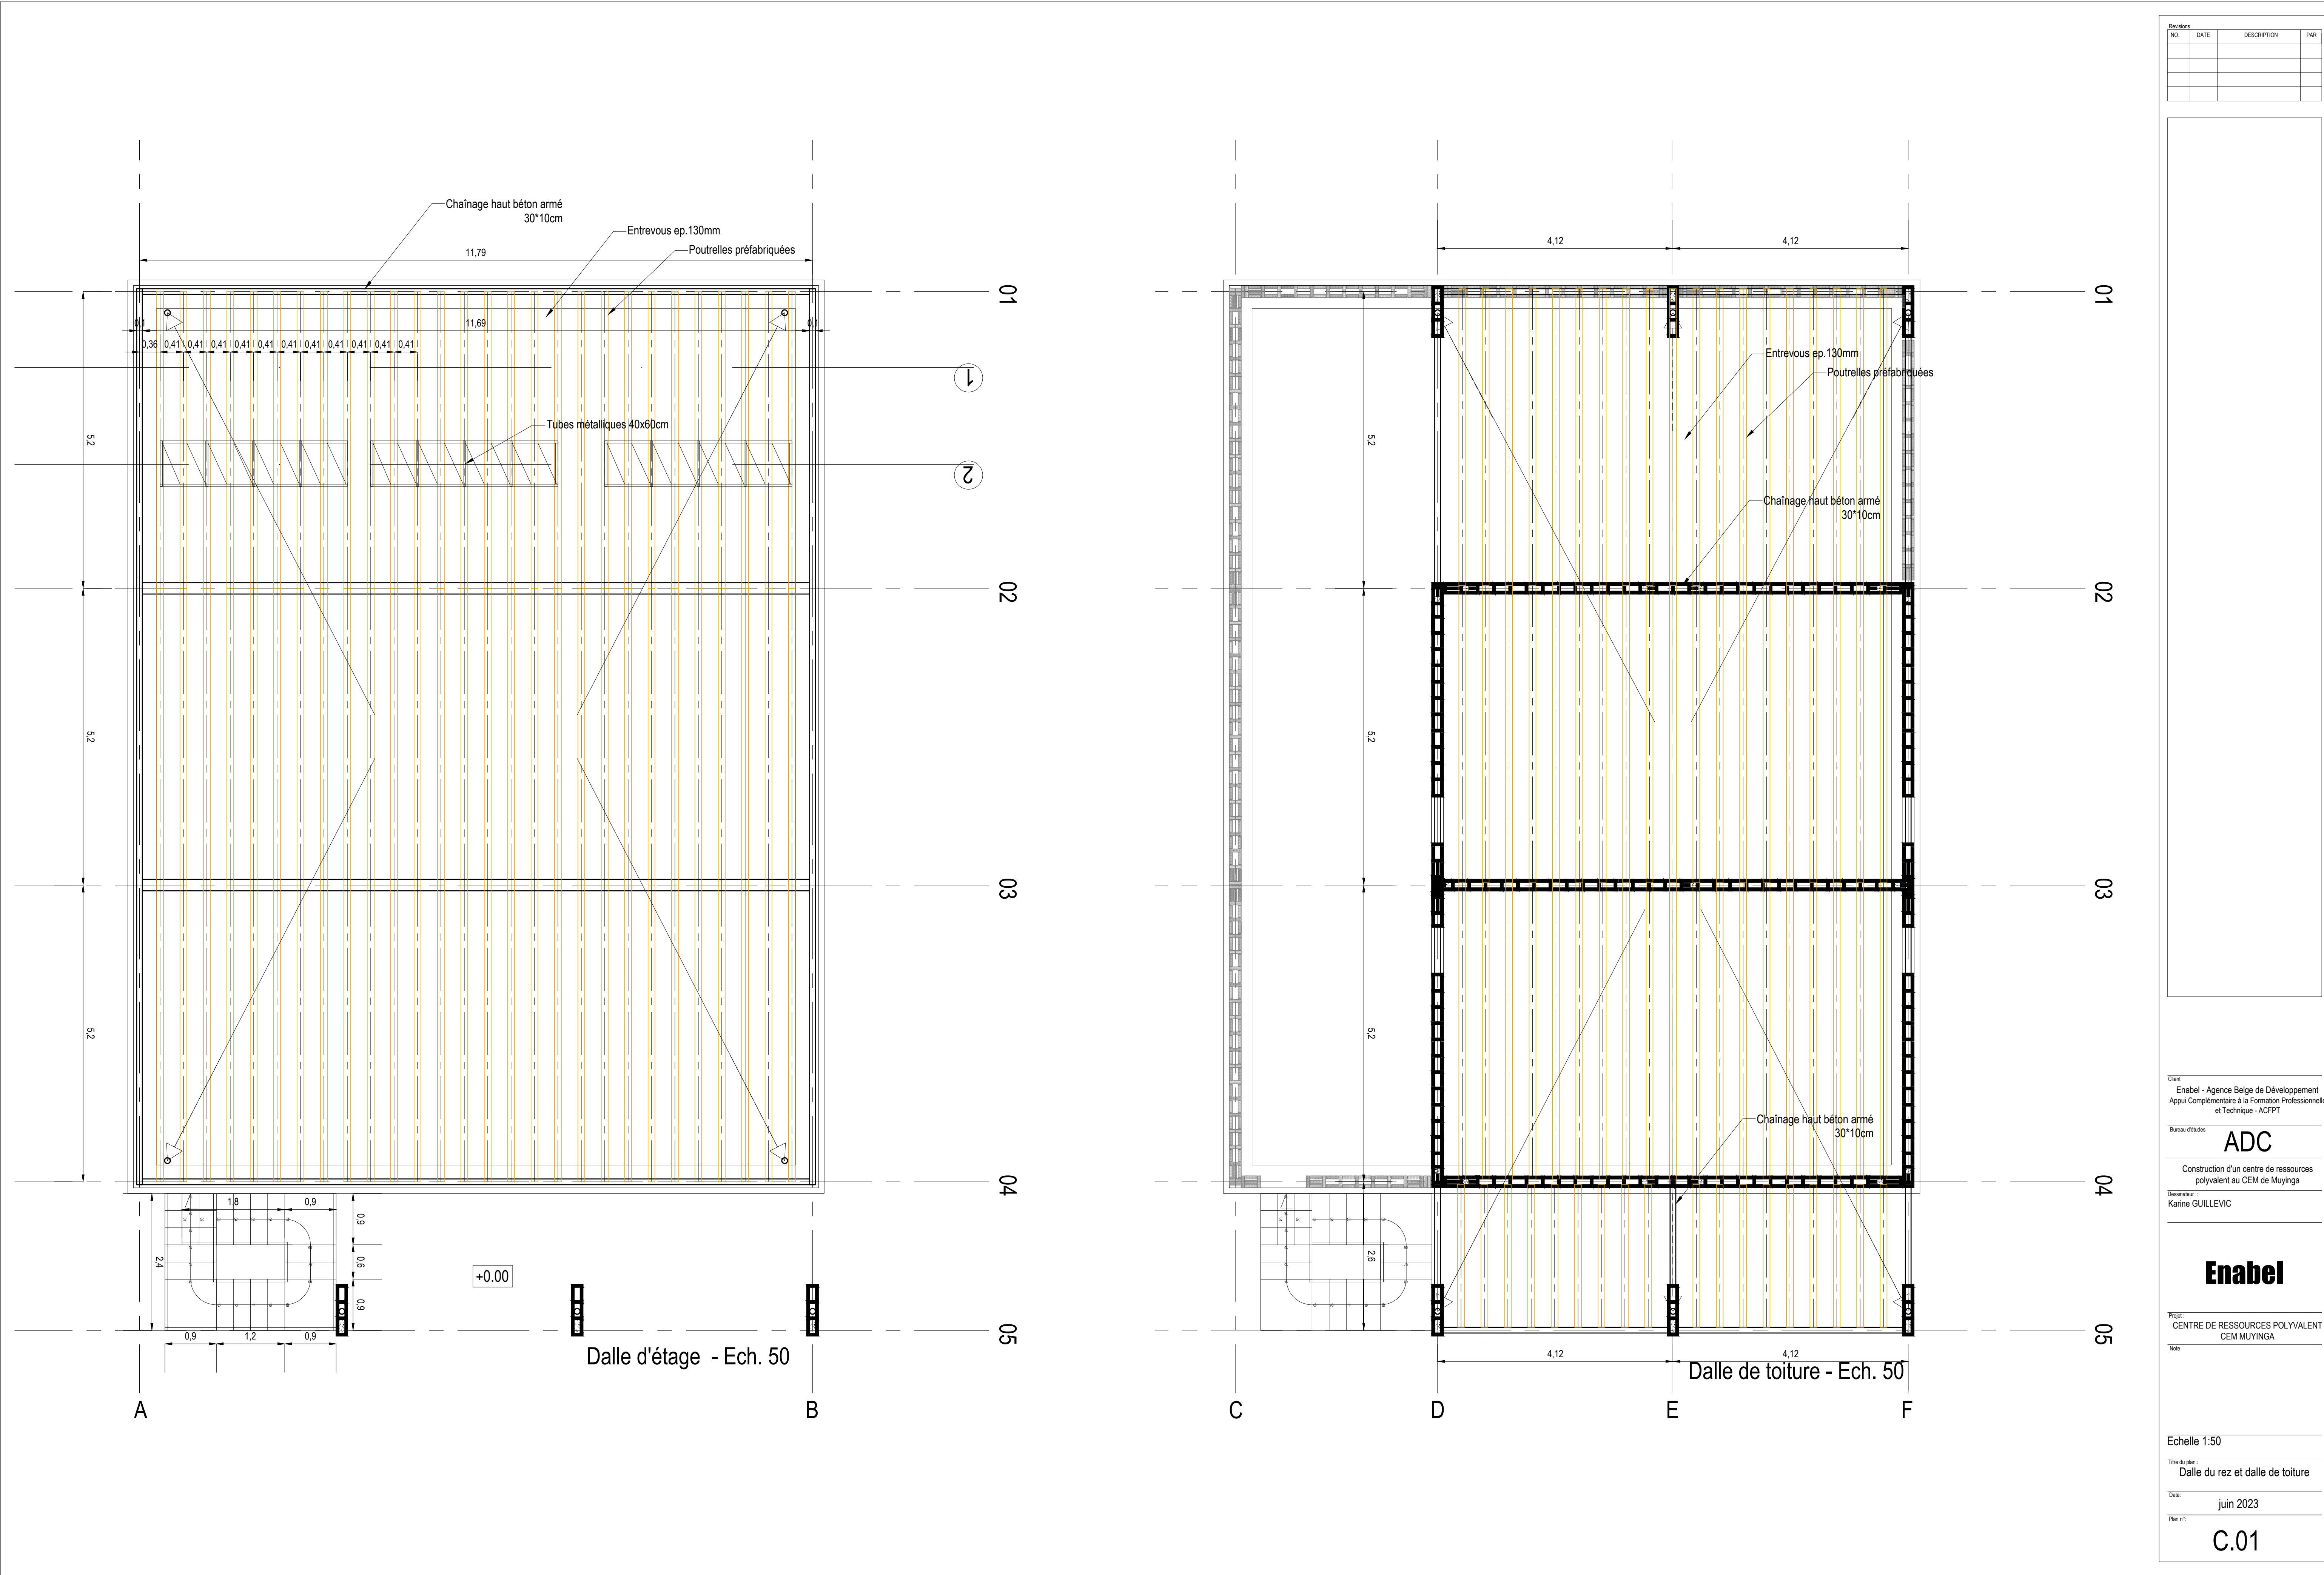 Chaînage haut béton armé
30*10cm
Entrevous ep.130mm
Poutrelles préfabriquées
11,79
01
0,1
11,69
0,1
0,36
0,41
0,41
0,41
0,41
0,41
0,41
0,41
0,41
0,41
0,41
0,41
1
5,2
Tubes métalliques 40x60cm
2
02
5,2
03
5,2
04
1,8
0,9
0,9
2,4
0,6
+0.00
0,9
0,9
1,2
0,9
05
Dalle d'étage - Ech. 50
A
B
4,12
4,12
01
Entrevous ep.130mm
Poutrelles préfabriquées
5,2
Chaînage haut béton armé
30*10cm
02
5,2
03
5,2
Chaînage haut béton armé
30*10cm
04
2,6
05
4,12
4,12
Dalle de toiture - Ech. 50
C
D
E
F
Revisions
NO.
DATE
DESCRIPTION
PAR
Client
Enabel - Agence Belge de Développement
Appui Complémentaire à la Formation Professionnelle
et Technique - ACFPT
Bureau d'études
ADC
Construction d'un centre de ressources
polyvalent au CEM de Muyinga
Dessinateur :
Karine GUILLEVIC
Enabel
Projet :
CENTRE DE RESSOURCES POLYVALENT
CEM MUYINGA
Note
Echelle 1:50
Titre du plan :
Dalle du rez et dalle de toiture
Date:
juin 2023
Plan n°:
C.01